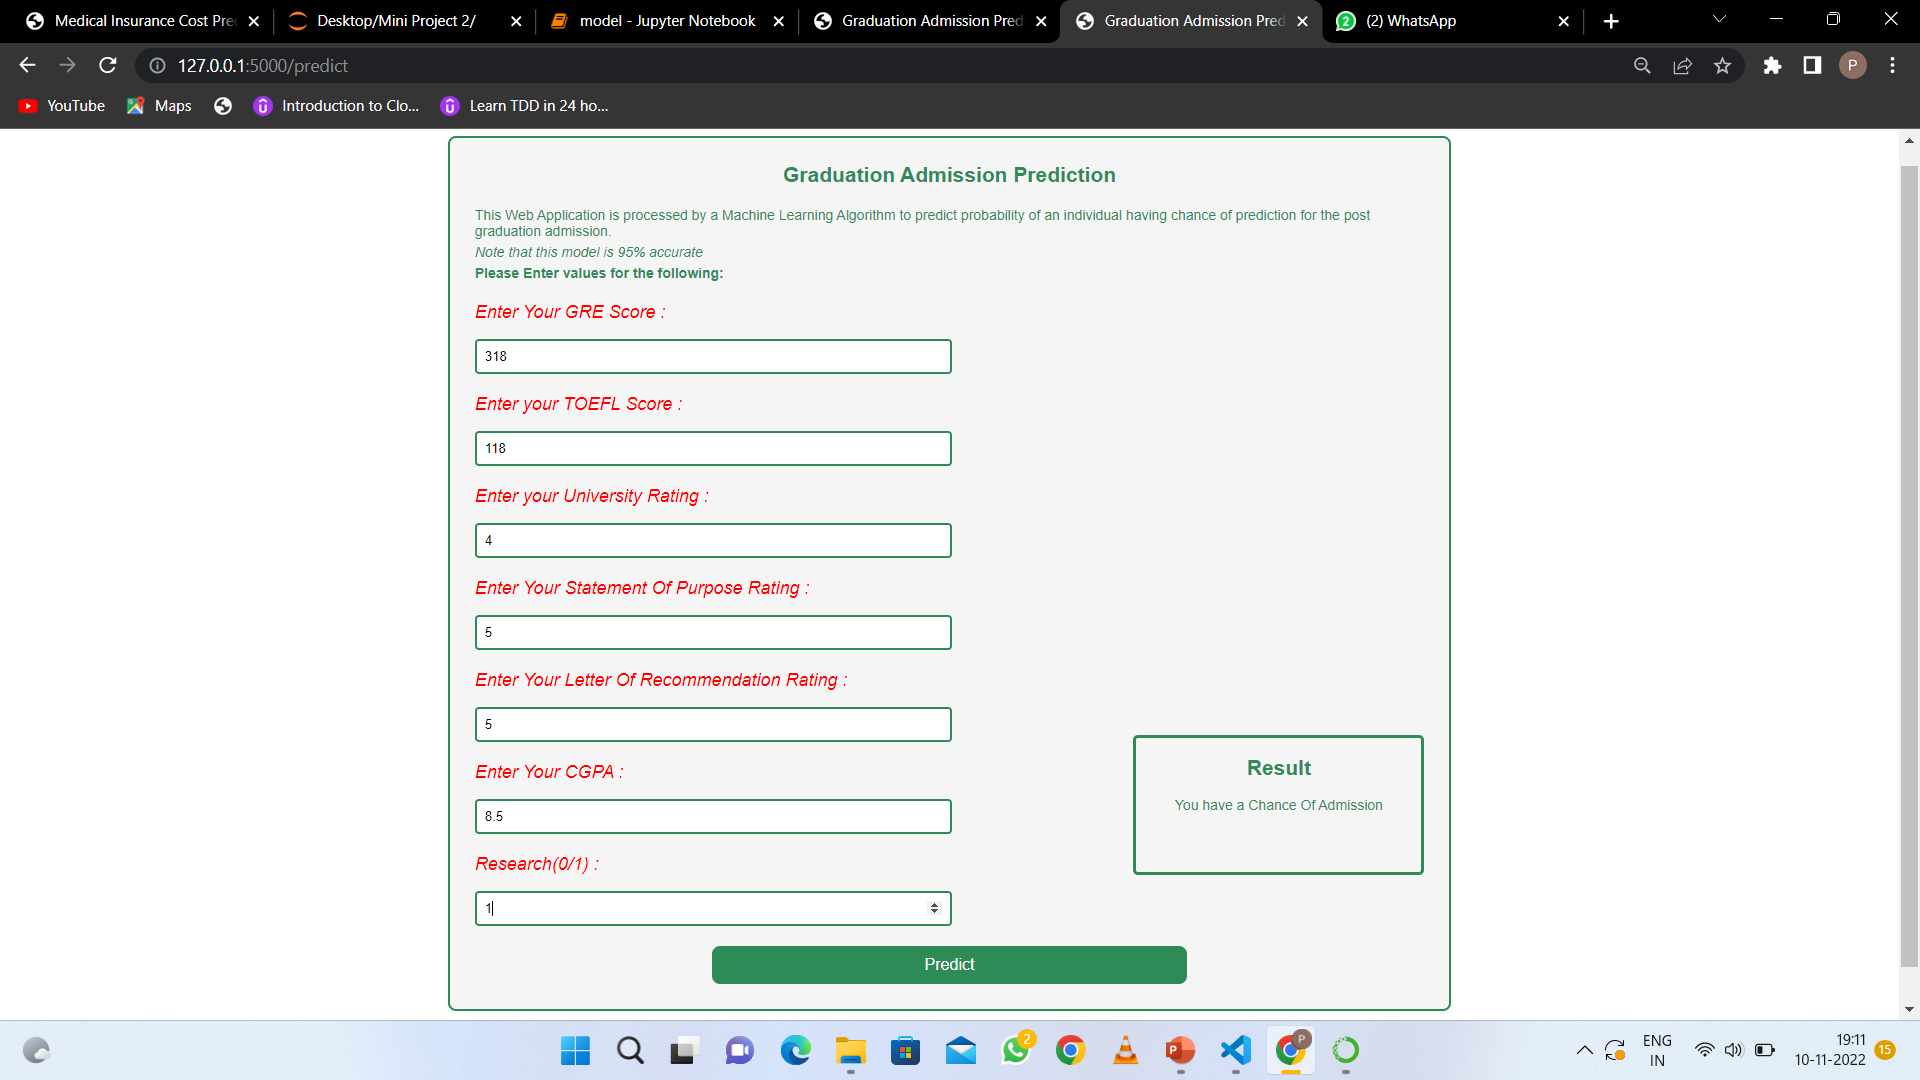 Medical Insurance Cost Pre
Desktop/Mini Project 2/
model - Jupyter Notebook
Graduation Admission Pred
Graduation Admission Pred
2
(2) WhatsApp
127.0.0.1:5000/predict
P
YouTube
Maps
Introduction to Clo...
Learn TDD in 24 ho...
Graduation Admission Prediction
This Web Application is processed by a Machine Learning Algorithm to predict probability of an individual having chance of prediction for the post
graduation admission.
Note that this model is 95% accurate
Please Enter values for the following:
Enter Your GRE Score :
318
Enter your TOEFL Score :
118
Enter your University Rating :
4
Enter Your Statement Of Purpose Rating :
5
Enter Your Letter Of Recommendation Rating :
5
Enter Your CGPA :
8.5
Research(0/1) :
1
Result
You have a Chance Of Admission
Predict
2
P
P
ENG
IN
19:11
10-11-2022
15